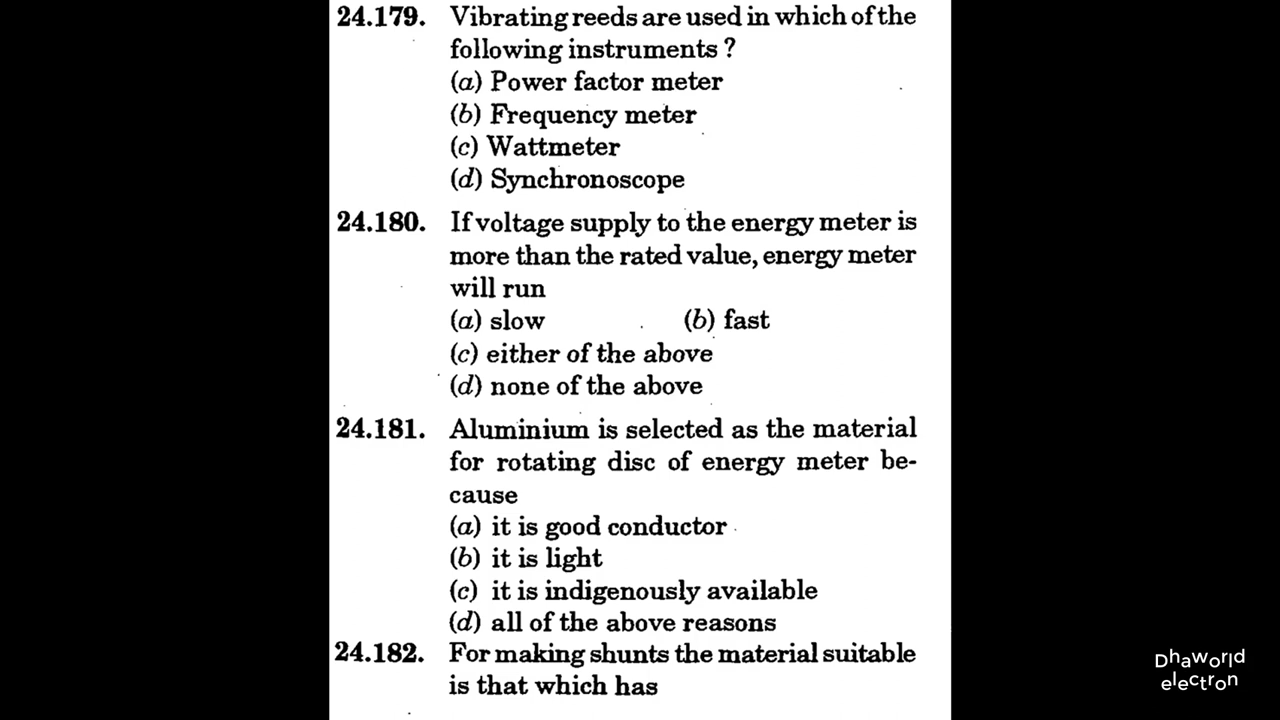 24.179. Vibrating reeds are used in which of the
following instruments ?
(a) Power factor meter
(b) Frequency meter
(c) Wattmeter
(d) Synchronoscope
24.180. If voltage supply to the energy meter is
more than the rated value, energy meter
will run
(a) slow (b) fast
(c) either of the above
(d) none of the above
24.181. Aluminium is selected as the material
for rotating disc of energy meter be-
cause
(a) it is good conductor
(b) it is light
(c) it is indigenously available
(d) all of the above reasons
24.182. For making shunts the material suitable
is that which has
Dhaworld
electron